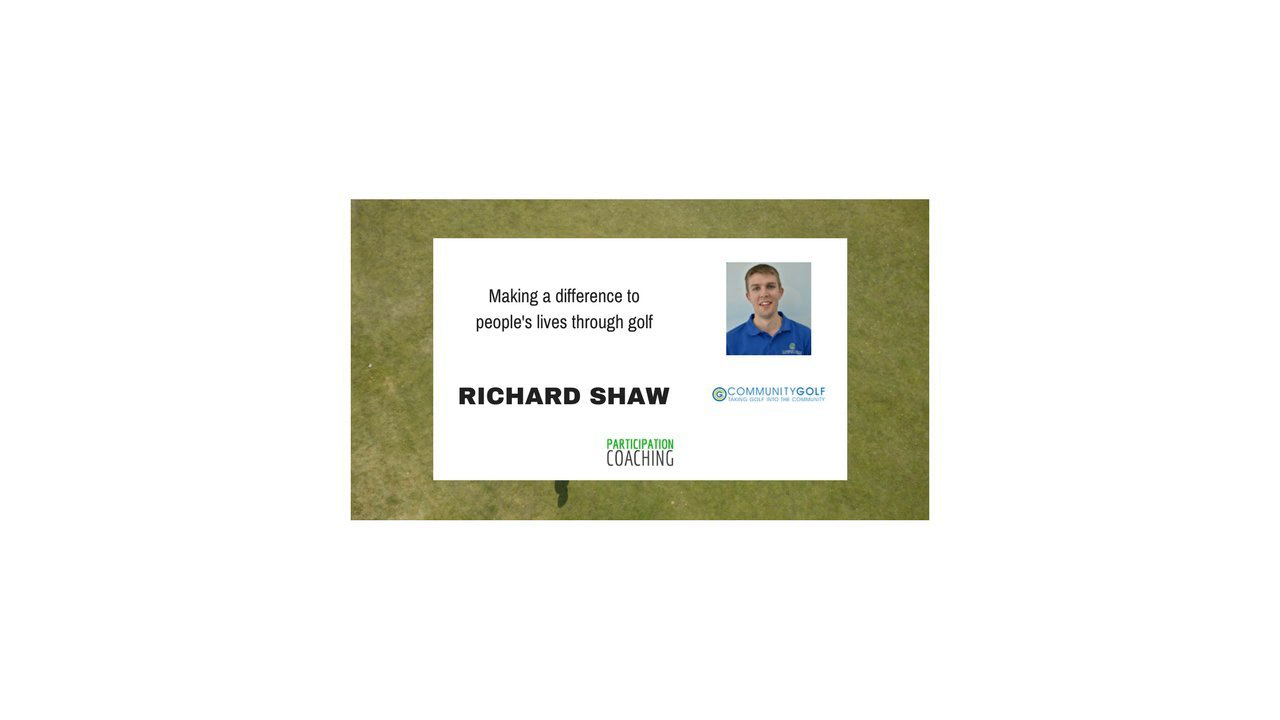 Making a difference to
people's lives through golf
RICHARD SHAW
COMMUNITYGOLF
TAKING GOLF INTO THE COMMUNITY
PARTICIPATION
COACHING